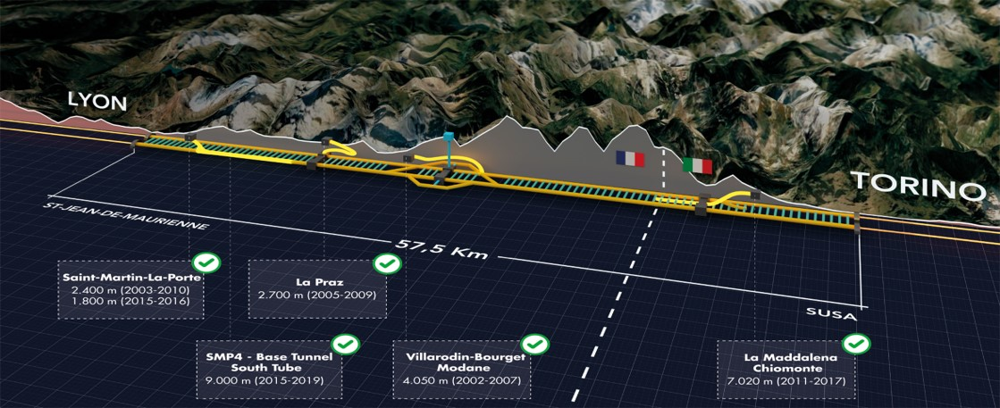 LYON
TORINO
ST-JEAN-DE-MAURIENNE
57,5 Km
SUSA
Saint-Martin-La-Porte
2.400 m (2003-2010)
1.800 m (2015-2016)
La Praz
2.700 m (2005-2009)
SMP4 - Base Tunnel
South Tube
9.000 m (2015-2019)
Villarodin-Bourget
Modane
4.050 m (2002-2007)
La Maddalena
Chiomonte
7.020 m (2011-2017)